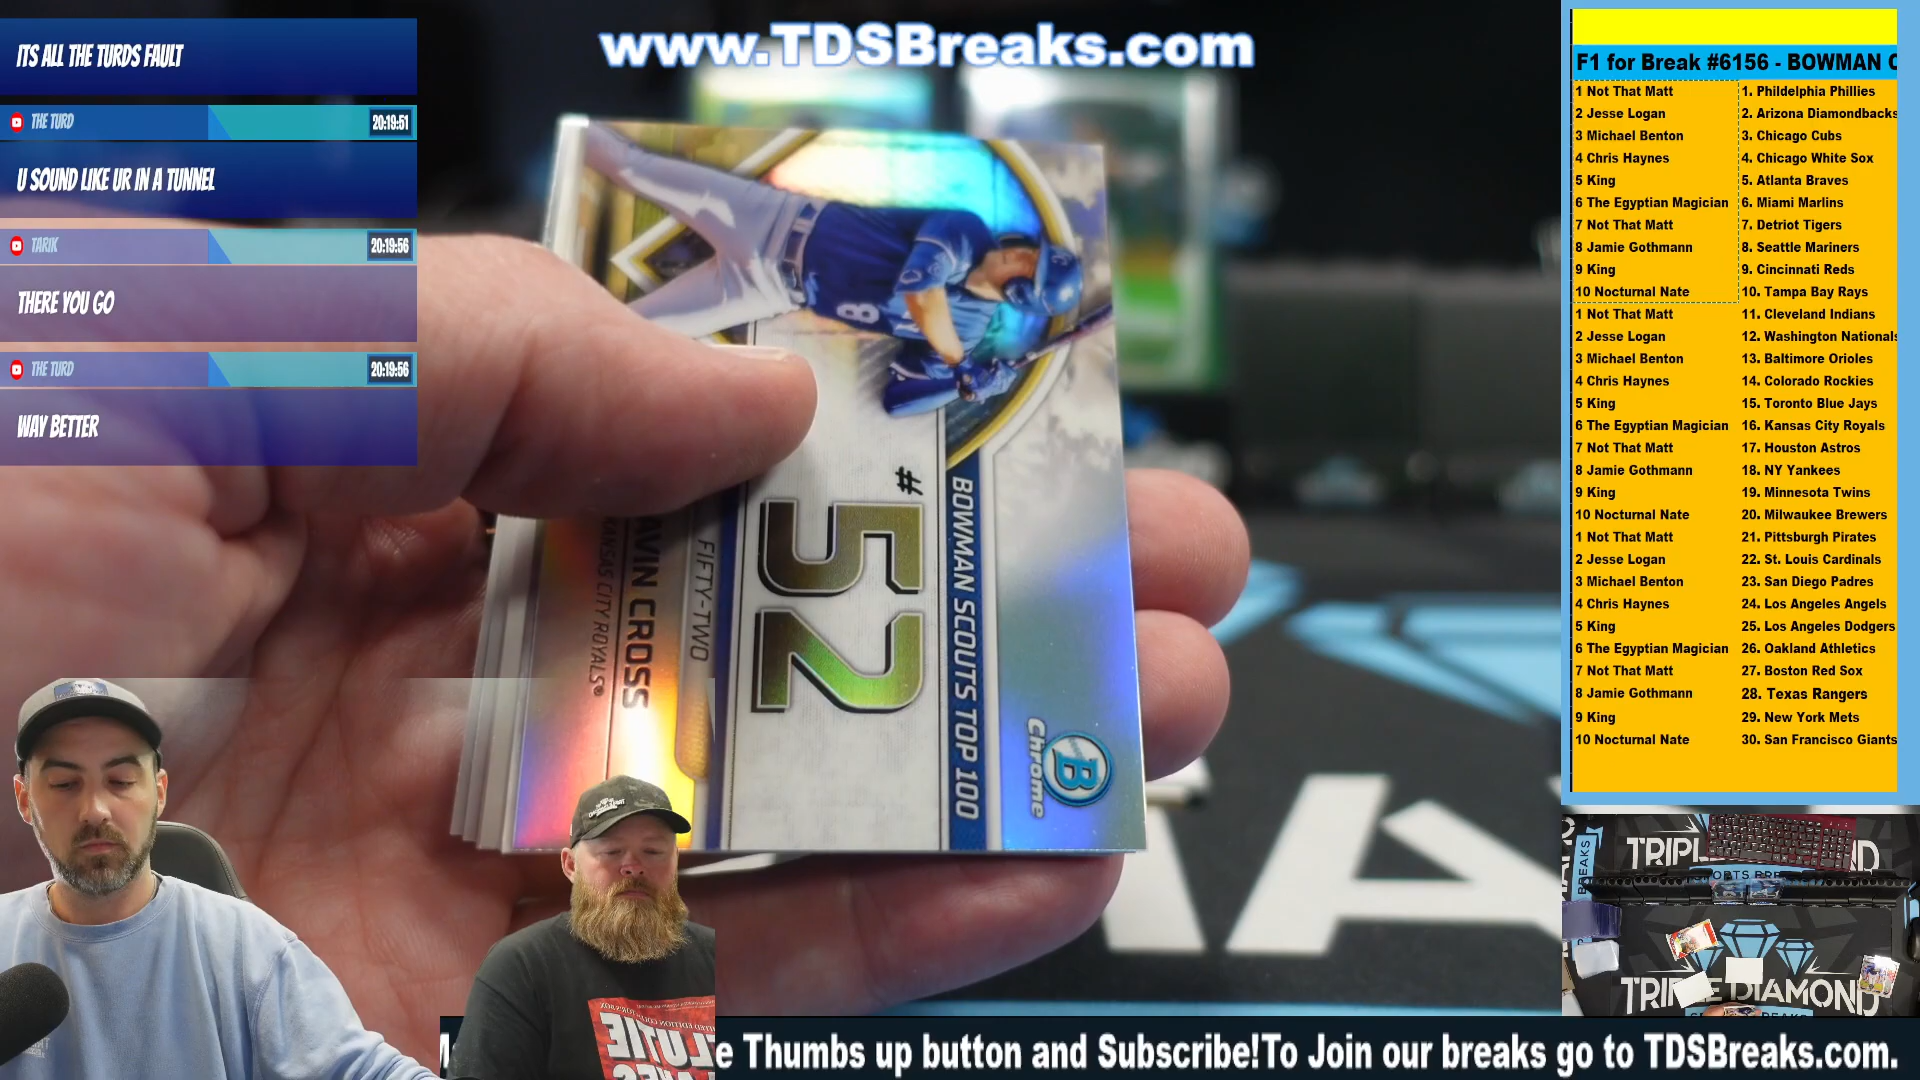 www.TDSBreaks.com
ITS ALL THE TURDS FAULT
THE TURD
20:19:51
U SOUND LIKE UR IN A TUNNEL
TARIK
20:19:56
THERE YOU GO
THE TURD
20:19:56
WAY BETTER
8
BOWMAN SCOUTS TOP 100
#
52
FIFTY-TWO
AVIN CROSS
KANSAS CITY ROYALS®
B
Chrome
F1 for Break #6156 - BOWMAN
1 Not That Matt 1. Phildelphia Phillies
2 Jesse Logan 2. Arizona Diamondbacks
3 Michael Benton 3. Chicago Cubs
4 Chris Haynes 4. Chicago White Sox
5 King 5. Atlanta Braves
6 The Egyptian Magician 6. Miami Marlins
7 Not That Matt 7. Detriot Tigers
8 Jamie Gothmann 8. Seattle Mariners
9 King 9. Cincinnati Reds
10 Nocturnal Nate 10. Tampa Bay Rays
1 Not That Matt 11. Cleveland Indians
2 Jesse Logan 12. Washington Nationals
3 Michael Benton 13. Baltimore Orioles
4 Chris Haynes 14. Colorado Rockies
5 King 15. Toronto Blue Jays
6 The Egyptian Magician 16. Kansas City Royals
7 Not That Matt 17. Houston Astros
8 Jamie Gothmann 18. NY Yankees
9 King 19. Minnesota Twins
10 Nocturnal Nate 20. Milwaukee Brewers
1 Not That Matt 21. Pittsburgh Pirates
2 Jesse Logan 22. St. Louis Cardinals
3 Michael Benton 23. San Diego Padres
4 Chris Haynes 24. Los Angeles Angels
5 King 25. Los Angeles Dodgers
6 The Egyptian Magician 26. Oakland Athletics
7 Not That Matt 27. Boston Red Sox
8 Jamie Gothmann 28. Texas Rangers
9 King 29. New York Mets
10 Nocturnal Nate 30. San Francisco Giants
BREAKS
TRIPL DIAMOND
SPORTS BREAKS
TRIPLE DIAMOND
e Thumbs up button and Subscribe!To Join our breaks go to TDSBreaks.com.